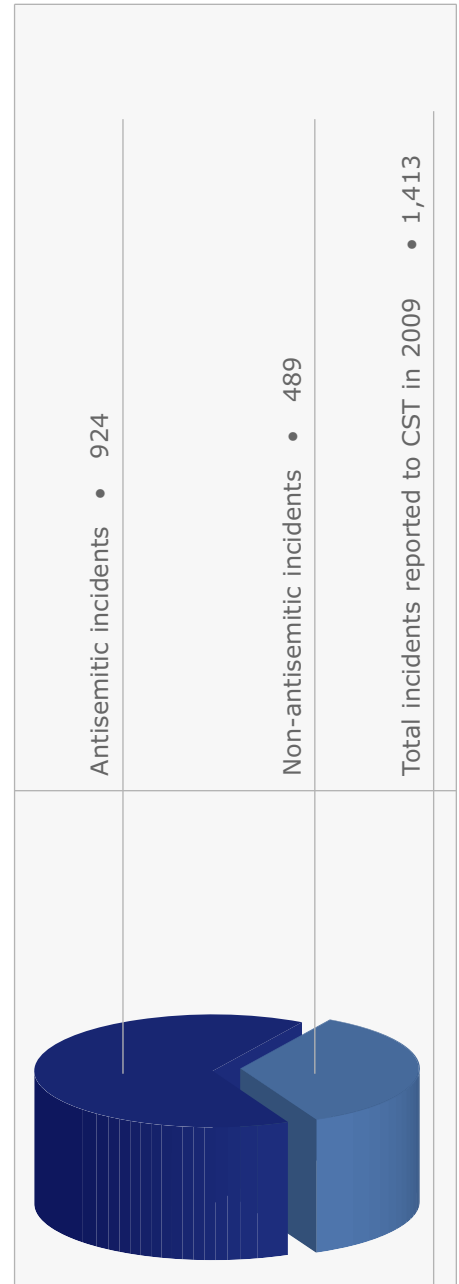 Antisemitic incidents • 924
Non-antisemitic incidents • 489
Total incidents reported to CST in 2009 • 1,413